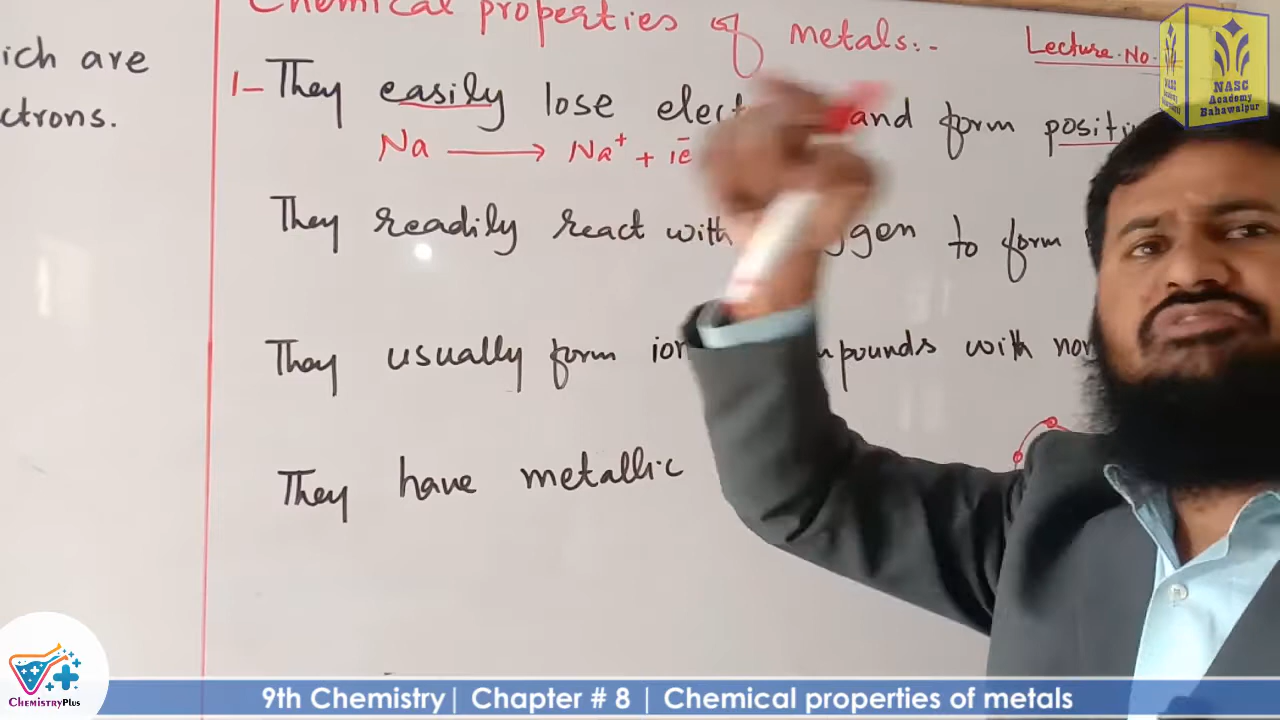 Chemical properties of metals:-
Lecture.No.
NASC
Academy
Bahawalpur
ich are
ctrons.
1- They easily lose elect and form positi
Na ⟶ Na⁺ + 1e⁻
They readily react with gen to form
They usually form ion mpounds with non
They have metallic
ChemistryPlus
9th Chemistry| Chapter # 8 | Chemical properties of metals